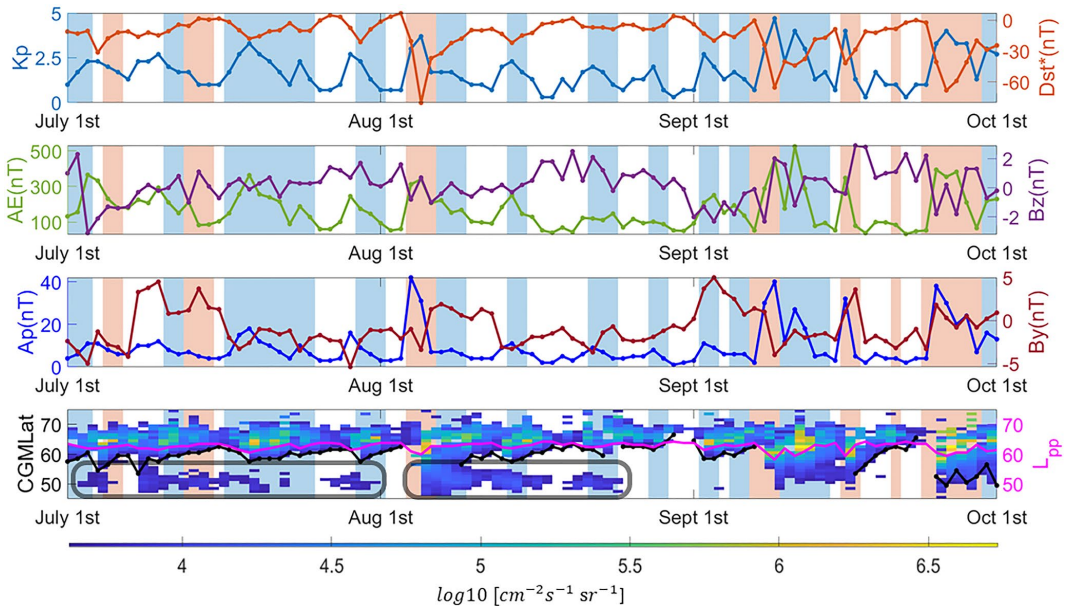 5
2.5
0
Kp
0
-30
-60
Dst*(nT)
July 1st Aug 1st Sept 1st Oct 1st
500
300
100
AE(nT)
2
0
-2
Bz(nT)
July 1st Aug 1st Sept 1st Oct 1st
40
20
0
Ap(nT)
5
0
-5
By(nT)
July 1st Aug 1st Sept 1st Oct 1st
70
60
50
CGMLat
70
60
50
Lpp
July 1st Aug 1st Sept 1st Oct 1st
4 4.5 5 5.5 6 6.5
log10 [cm⁻²s⁻¹ sr⁻¹]